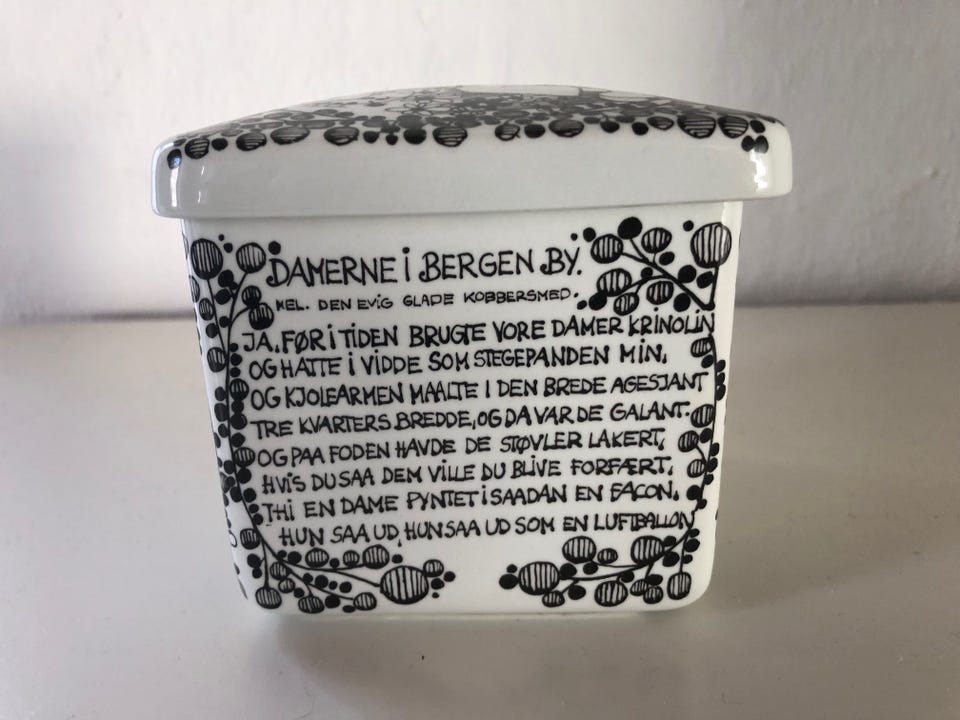 DAMERNE I BERGEN BY.
MEL. DEN EVIG GLADE KOBBERSMED.
JA, FØR I TIDEN BRUGTE VORE DAMER KRINOLIN
OG HATTE I VIDDE SOM STEGEPANDEN MIN,
OG KJOLEARMEN MAALTE I DEN BREDE AGESJANT
TRE KVARTERS BREDDE, OG DA VAR DE GALANT.
OG PAA FODEN HAVDE DE STØVLER LAKERT,
HVIS DU SAA DEM VILLE DU BLIVE FORFÆRT,
THI EN DAME PYNTET I SAADAN EN FACON,
HUN SAA UD, HUN SAA UD SOM EN LUFTBALLON